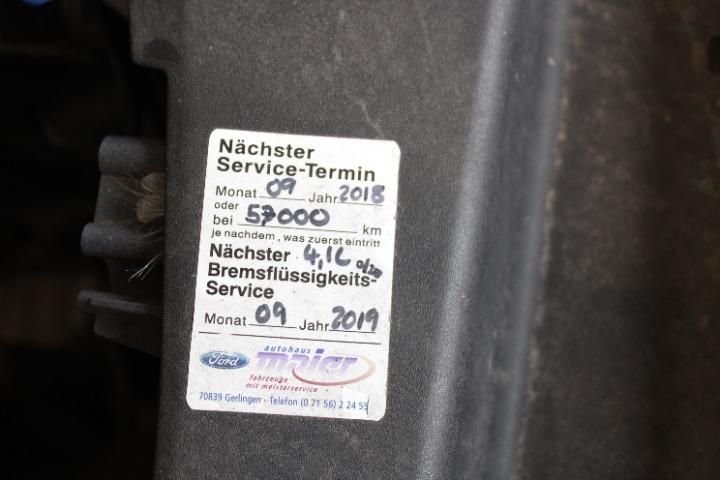 Nächster
Service-Termin
Monat 09 Jahr 2018
oder
bei 57000 km
je nachdem, was zuerst eintritt
Nächster 4,1L
Bremsflüssigkeits-
Service
Monat 09 Jahr 2019
autohaus
Ford maier
fahrzeuge
mit meisterservice
70839 Gerlingen - Telefon (0 71 56) 2 24 55